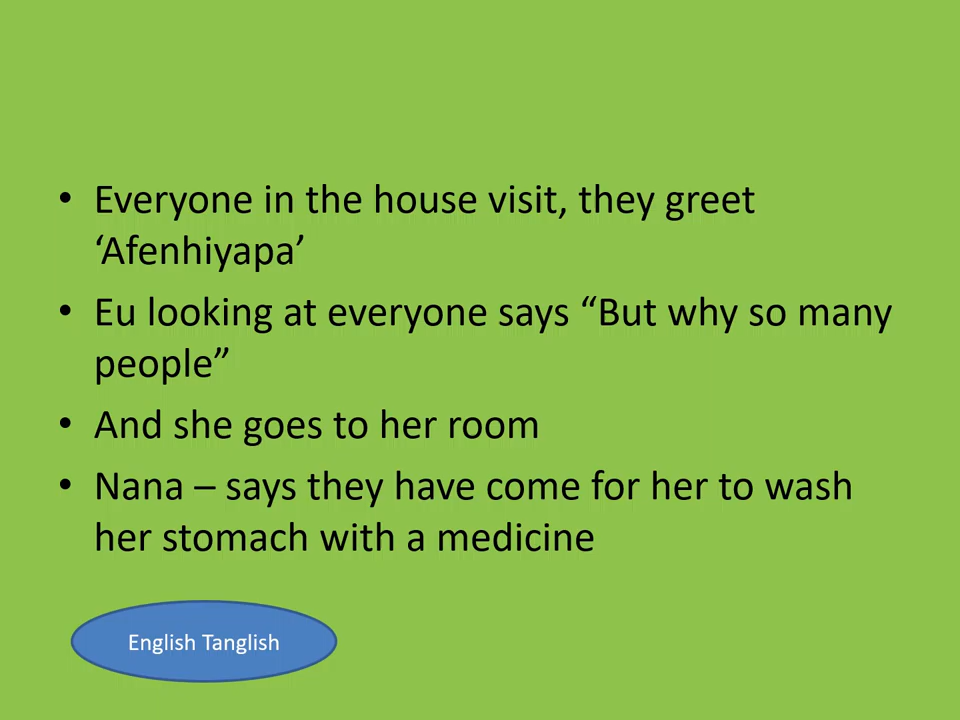 • Everyone in the house visit, they greet
‘Afenhiyapa’
• Eu looking at everyone says “But why so many
people”
• And she goes to her room
• Nana – says they have come for her to wash
her stomach with a medicine
English Tanglish